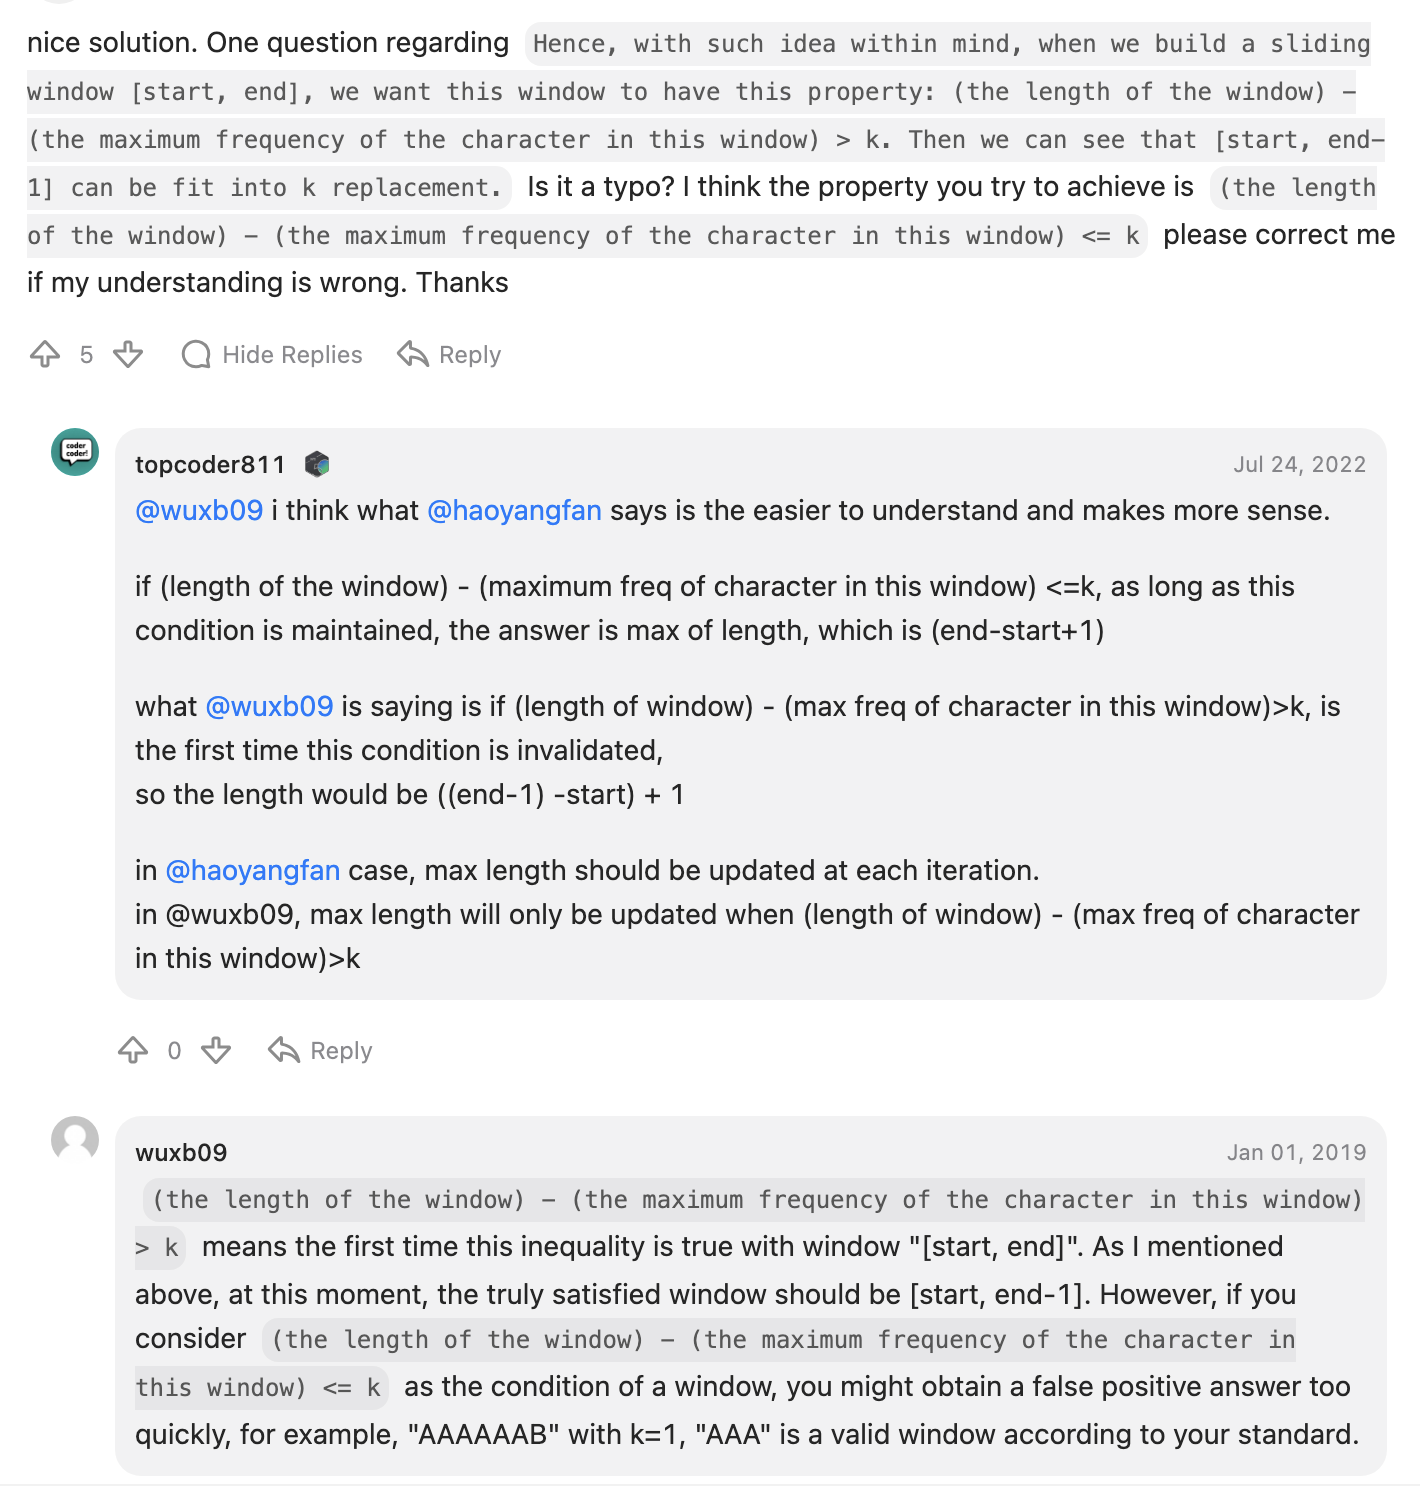 nice solution. One question regarding Hence, with such idea within mind, when we build a sliding
window [start, end], we want this window to have this property: (the length of the window) −
(the maximum frequency of the character in this window) > k. Then we can see that [start, end−
1] can be fit into k replacement. Is it a typo? I think the property you try to achieve is (the length
of the window) − (the maximum frequency of the character in this window) <= k please correct me
if my understanding is wrong. Thanks
5 Hide Replies Reply
coder
coder!
topcoder811 Jul 24, 2022
@wuxb09 i think what @haoyangfan says is the easier to understand and makes more sense.
if (length of the window) - (maximum freq of character in this window) <=k, as long as this
condition is maintained, the answer is max of length, which is (end-start+1)
what @wuxb09 is saying is if (length of window) - (max freq of character in this window)>k, is
the first time this condition is invalidated,
so the length would be ((end-1) -start) + 1
in @haoyangfan case, max length should be updated at each iteration.
in @wuxb09, max length will only be updated when (length of window) - (max freq of character
in this window)>k
0 Reply
wuxb09 Jan 01, 2019
(the length of the window) − (the maximum frequency of the character in this window)
> k means the first time this inequality is true with window "[start, end]". As I mentioned
above, at this moment, the truly satisfied window should be [start, end-1]. However, if you
consider (the length of the window) − (the maximum frequency of the character in
this window) <= k as the condition of a window, you might obtain a false positive answer too
quickly, for example, "AAAAAAB" with k=1, "AAA" is a valid window according to your standard.